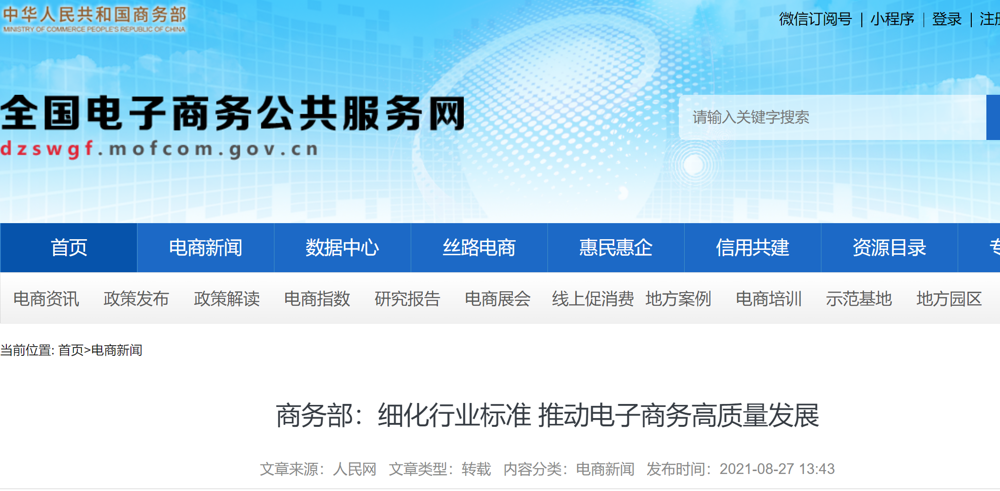 中华人民共和国商务部
MINISTRY OF COMMERCE PEOPLE'S REPUBLIC OF CHINA
微信订阅号 | 小程序 | 登录 | 注册
全国电子商务公共服务网
dzswgf.mofcom.gov.cn
请输入关键字搜索
首页 电商新闻 数据中心 丝路电商 惠民惠企 信用共建 资源目录
电商资讯 政策发布 政策解读 电商指数 研究报告 电商展会 线上促消费 地方案例 电商培训 示范基地 地方园区
当前位置: 首页>电商新闻
商务部：细化行业标准 推动电子商务高质量发展
文章来源：人民网 文章类型：转载 内容分类：电商新闻 发布时间：2021-08-27 13:43